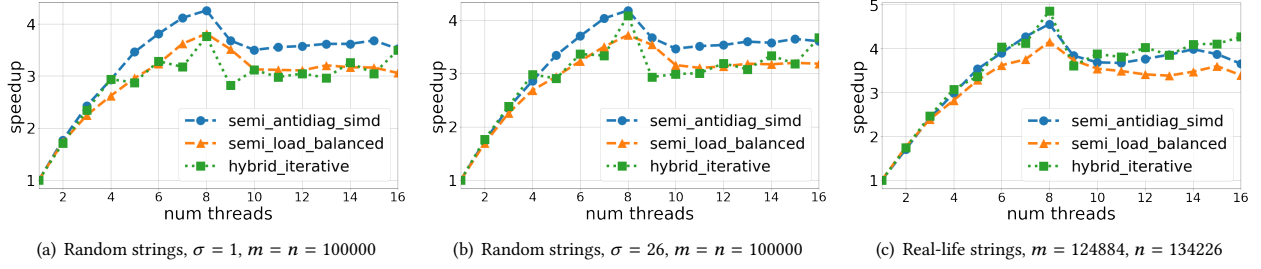 speedup
4
3
2
1
2 4 6 8 10 12 14 16
num threads
semi_antidiag_simd
semi_load_balanced
hybrid_iterative
(a) Random strings, σ = 1, m = n = 100000
speedup
4
3
2
1
2 4 6 8 10 12 14 16
num threads
semi_antidiag_simd
semi_load_balanced
hybrid_iterative
(b) Random strings, σ = 26, m = n = 100000
speedup
5
4
3
2
1
2 4 6 8 10 12 14 16
num threads
semi_antidiag_simd
semi_load_balanced
hybrid_iterative
(c) Real-life strings, m = 124884, n = 134226